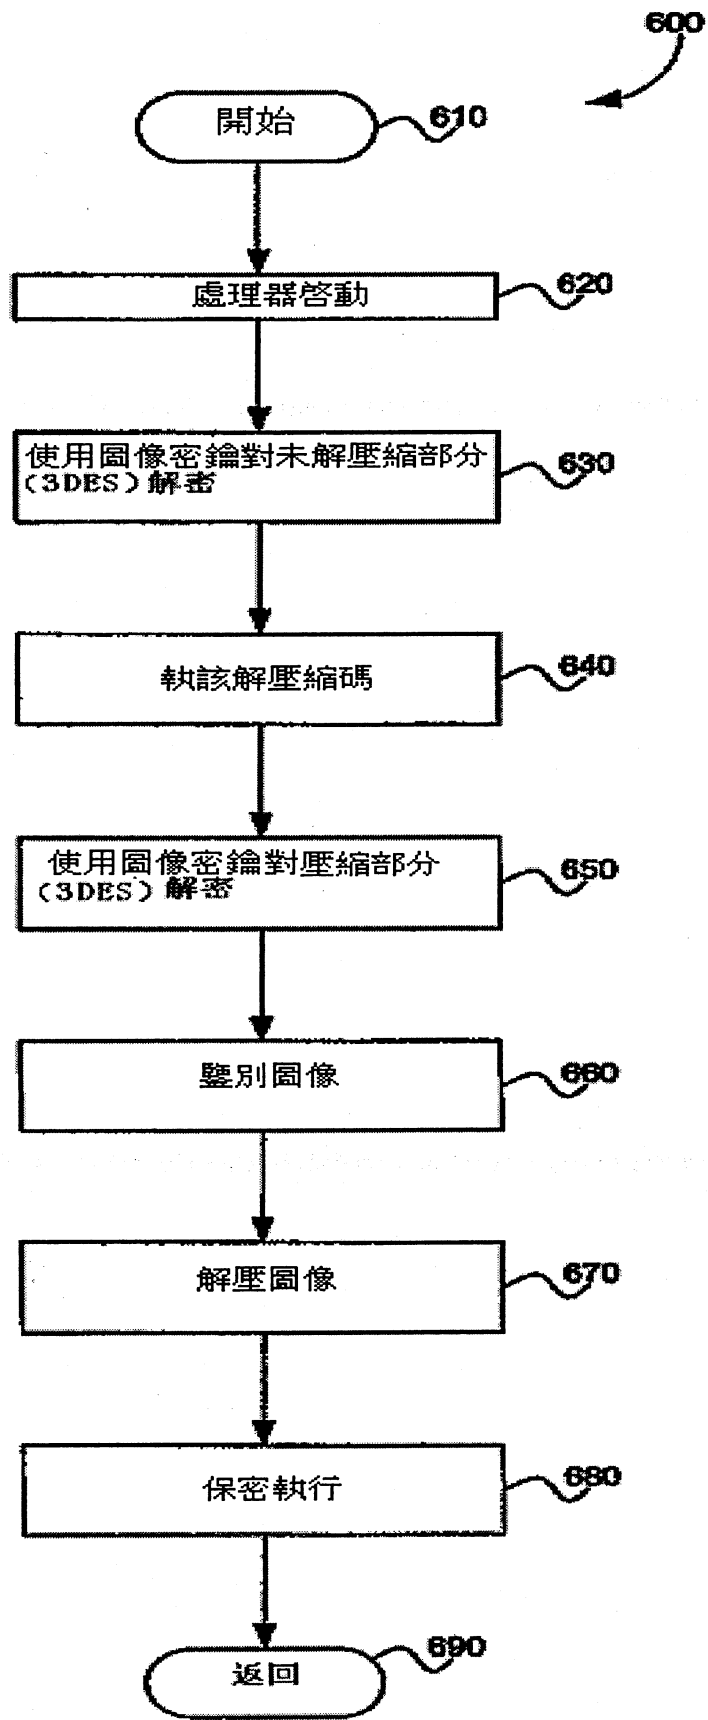 600
開始
610
處理器啓動
620
使用圖像密鑰對未解壓縮部分
(3DES)解密
630
執該解壓縮碼
640
使用圖像密鑰對壓縮部分
(3DES)解密
650
鑒別圖像
660
解壓圖像
670
保密執行
680
返回
690